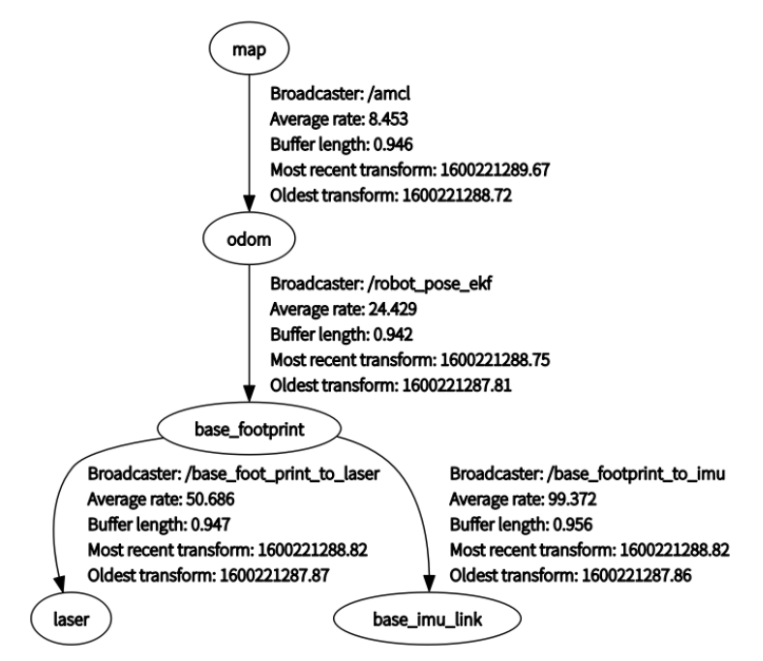 map
Broadcaster: /amcl
Average rate: 8.453
Buffer length: 0.946
Most recent transform: 1600221289.67
Oldest transform: 1600221288.72
odom
Broadcaster: /robot_pose_ekf
Average rate: 24.429
Buffer length: 0.942
Most recent transform: 1600221288.75
Oldest transform: 1600221287.81
base_footprint
Broadcaster: /base_foot_print_to_laser
Average rate: 50.686
Buffer length: 0.947
Most recent transform: 1600221288.82
Oldest transform: 1600221287.87
Broadcaster: /base_footprint_to_imu
Average rate: 99.372
Buffer length: 0.956
Most recent transform: 1600221288.82
Oldest transform: 1600221287.86
laser
base_imu_link